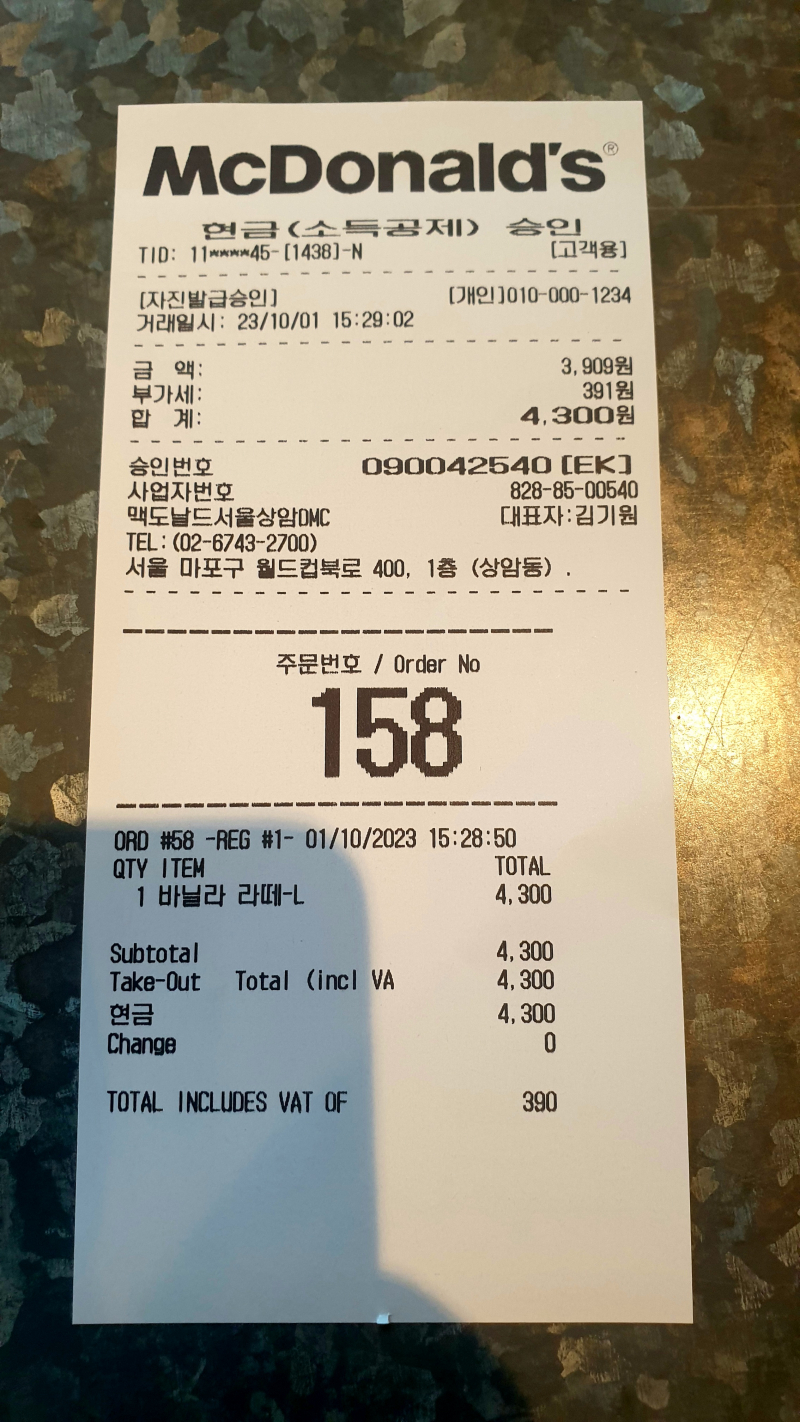 McDonald's®
현금(소득공제) 승인
TID: 11****45-[1438]-N [고객용]
[자진발급승인] [개인]010-000-1234
거래일시: 23/10/01 15:29:02
금 액: 3,909원
부가세: 391원
합 계: 4,300원
승인번호 090042540 [EK]
사업자번호 828-85-00540
맥도날드서울상암DMC 대표자:김기원
TEL:(02-6743-2700)
서울 마포구 월드컵북로 400, 1층 (상암동) .
주문번호 / Order No
158
ORD #58 -REG #1- 01/10/2023 15:28:50
QTY ITEM TOTAL
1 바닐라 라떼-L 4,300
Subtotal 4,300
Take-Out Total (incl VA 4,300
현금 4,300
Change 0
TOTAL INCLUDES VAT OF 390